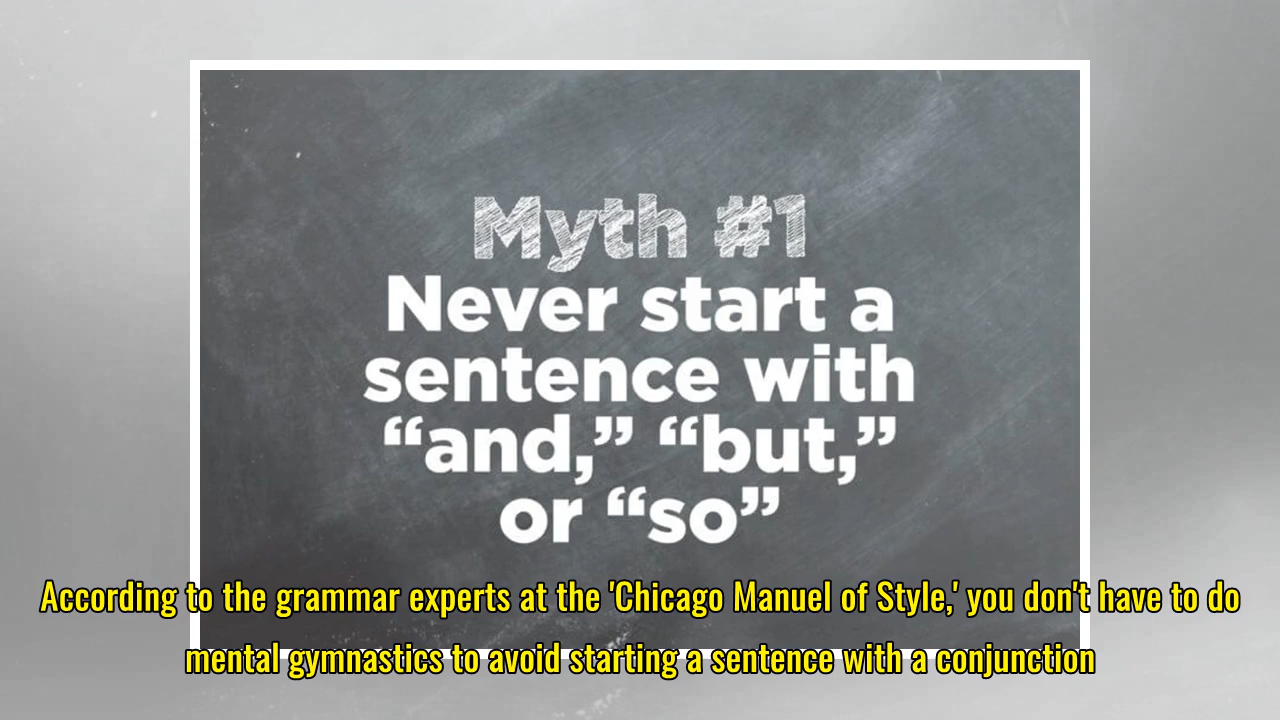 Myth #1
Never start a
sentence with
“and,” “but,”
or “so”
According to the grammar experts at the 'Chicago Manuel of Style,' you don't have to do
mental gymnastics to avoid starting a sentence with a conjunction